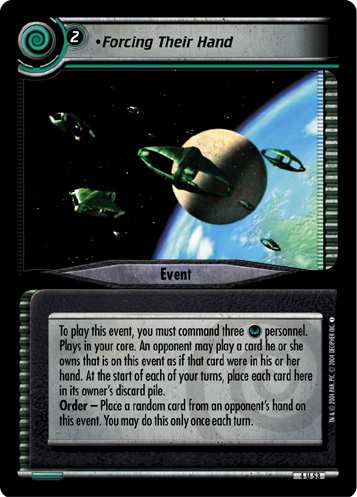 2
•Forcing Their Hand
Event
To play this event, you must command three personnel.
Plays in your core. An opponent may play a card he or she
owns that is on this event as if that card were in his or her
hand. At the start of each of your turns, place each card here
in its owner's discard pile.
Order – Place a random card from an opponent's hand on
this event. You may do this only once each turn.
TM & © 2004 PAR. PIC. © 2004 DECIPHER INC.
4 U 53